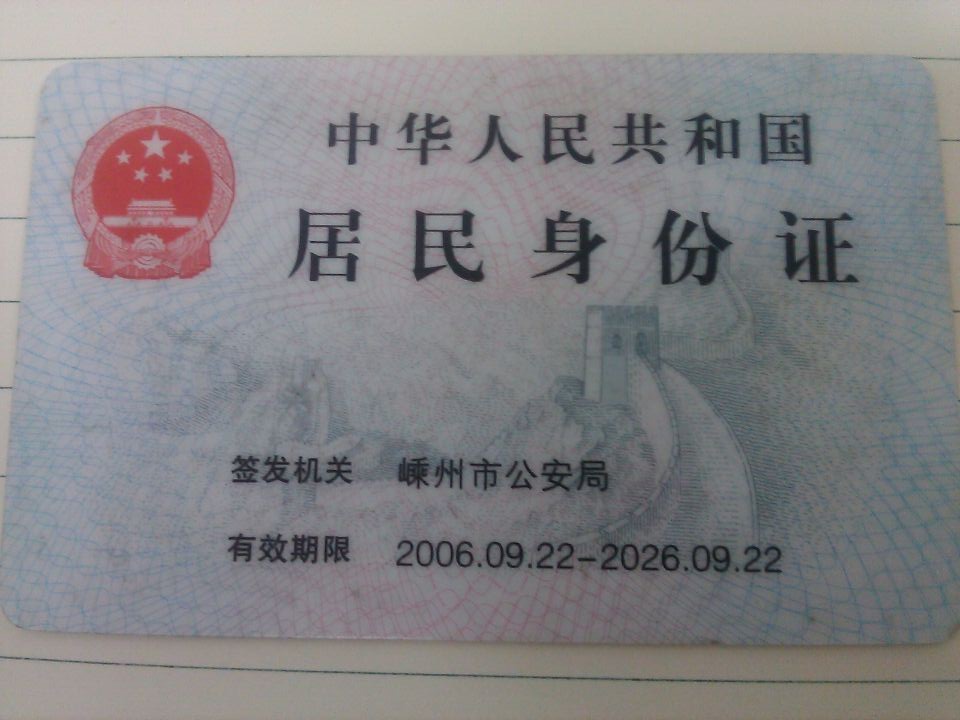 中华人民共和国
居民身份证
签发机关 嵊州市公安局
有效期限 2006.09.22-2026.09.22